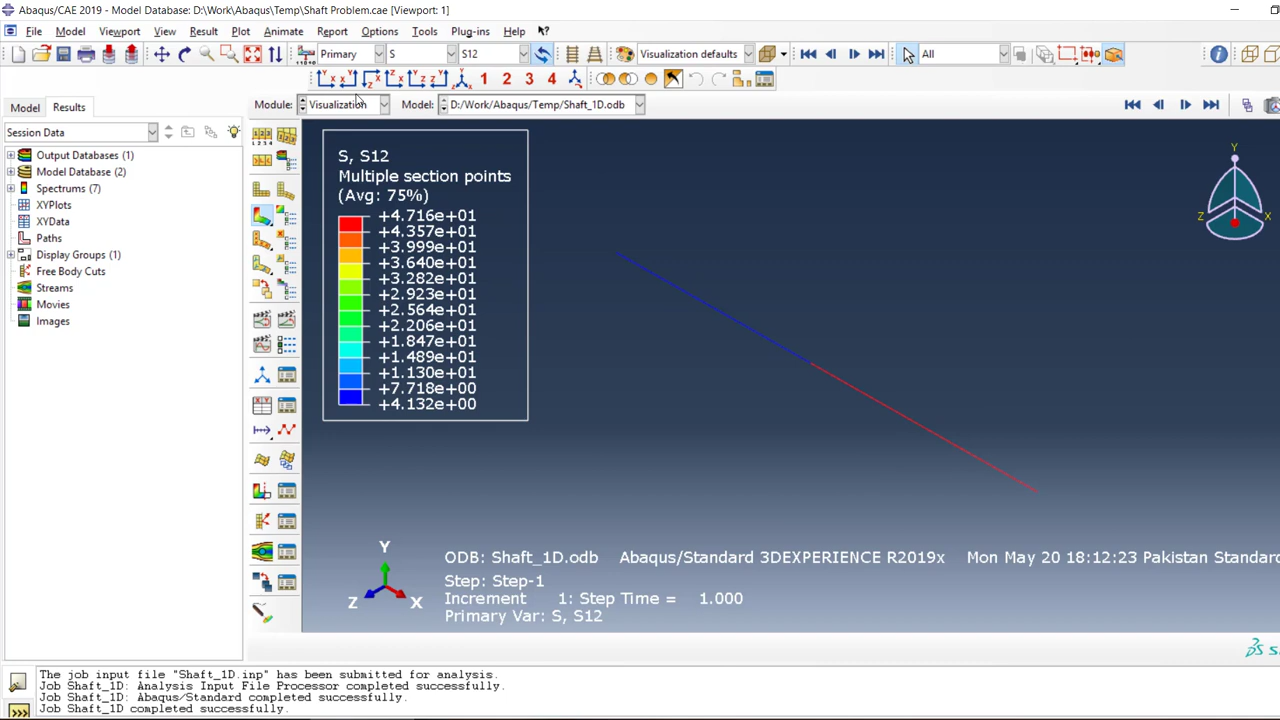 Abaqus/CAE 2019 - Model Database: D:\Work\Abaqus\Temp\Shaft Problem.cae [Viewport: 1]
File Model Viewport View Result Plot Animate Report Options Tools Plug-ins Help
Primary S S12 Visualization defaults All
1 2 3 4
Model Results Module: Visualization Model: D:/Work/Abaqus/Temp/Shaft_1D.odb
Session Data
Output Databases (1)
Model Database (2)
Spectrums (7)
XYPlots
XYData
Paths
Display Groups (1)
Free Body Cuts
Streams
Movies
Images
S, S12
Multiple section points
(Avg: 75%)
+4.716e+01
+4.357e+01
+3.999e+01
+3.640e+01
+3.282e+01
+2.923e+01
+2.564e+01
+2.206e+01
+1.847e+01
+1.489e+01
+1.130e+01
+7.718e+00
+4.132e+00
Y
Z X
Y
Z X
ODB: Shaft_1D.odb Abaqus/Standard 3DEXPERIENCE R2019x Mon May 20 18:12:2 Pakistan Standar
Step: Step-1
Increment 1: Step Time = 1.000
Primary Var: S, S12
The job input file "Shaft_1D.inp" has been submitted for analysis.
Job Shaft_1D: Analysis Input File Processor completed successfully.
Job Shaft_1D: Abaqus/Standard completed successfully.
Job Shaft_1D completed successfully.